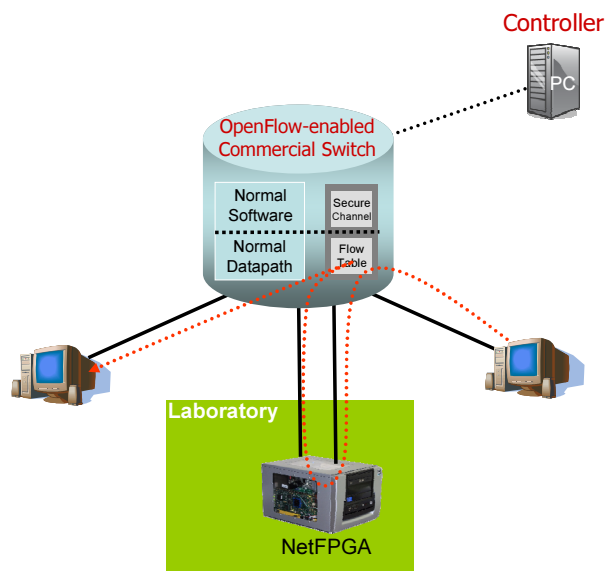 Controller
PC
OpenFlow-enabled
Commercial Switch
Normal
Software
Secure
Channel
Normal
Datapath
Flow
Table
Laboratory
NetFPGA